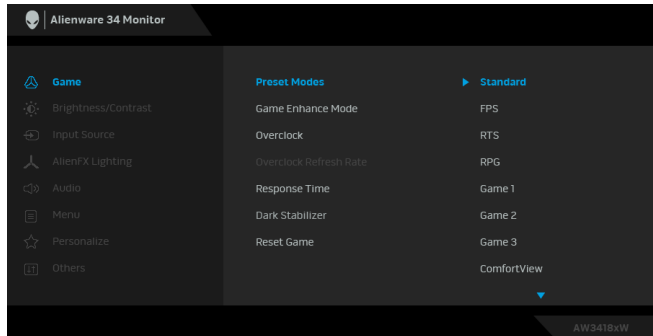 Alienware 34 Monitor
Game Preset Modes Standard
Brightness/Contrast Game Enhance Mode FPS
Input Source Overclock RTS
AlienFX Lighting Overclock Refresh Rate RPG
Audio Response Time Game 1
Menu Dark Stabilizer Game 2
Personalize Reset Game Game 3
Others ComfortView
AW3418xW